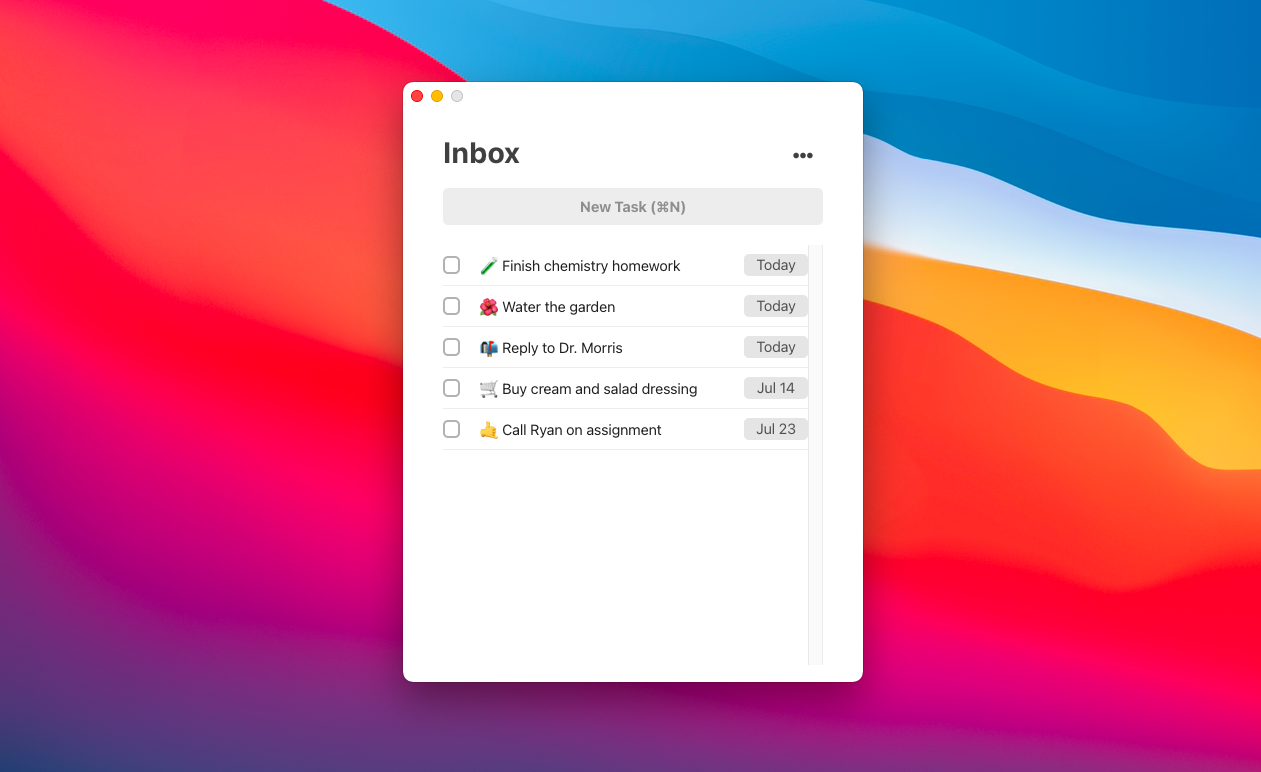 Inbox
New Task (⌘N)
🧪 Finish chemistry homework Today
🌺 Water the garden Today
📬 Reply to Dr. Morris Today
🛒 Buy cream and salad dressing Jul 14
🤙 Call Ryan on assignment Jul 23